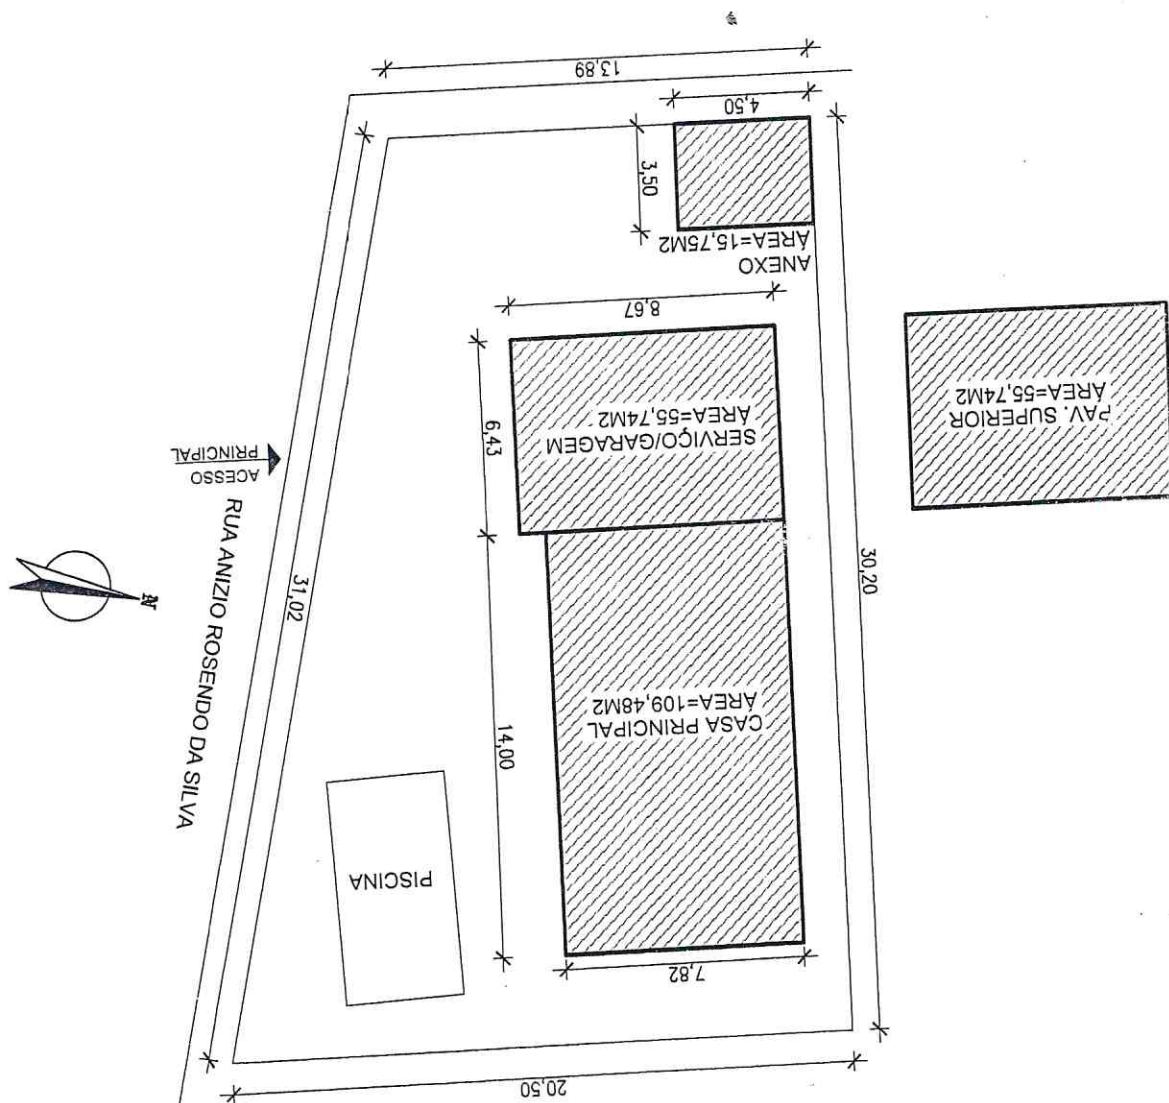 13,89
4,50
3,50
ANEXO
ÁREA=15,75M2
8,67
6,43
SERVIÇO/GARAGEM
ÁREA=55,74M2
PAV. SUPERIOR
ÁREA=55,74M2
ACESSO
PRINCIPAL
RUA ANIZIO ROSENDO DA SILVA
N
31,02
30,20
14,00
CASA PRINCIPAL
ÁREA=109,48M2
PISCINA
7,82
20,50